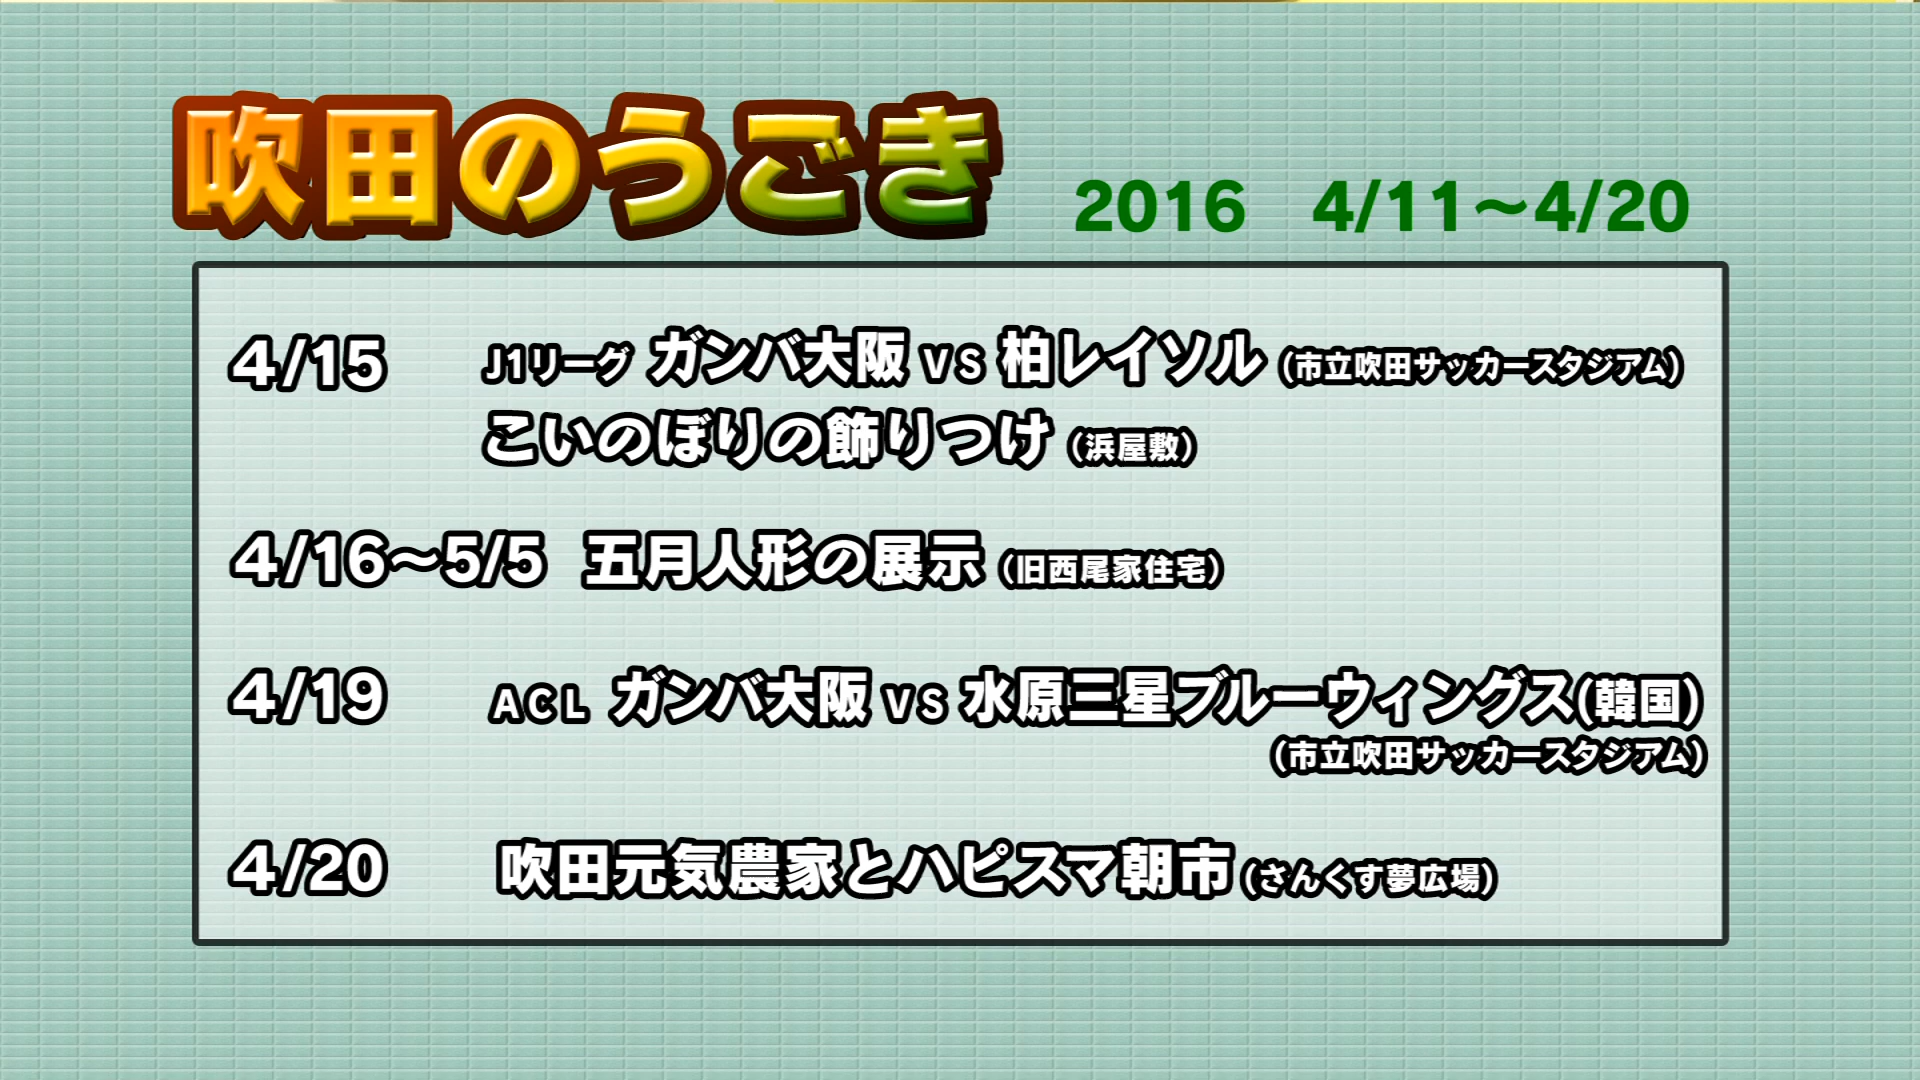 吹田のうごき 2016 4/11〜4/20
4/15 J1リーグ ガンバ大阪 VS 柏レイソル (市立吹田サッカースタジアム)
こいのぼりの飾りつけ (浜屋敷)
4/16〜5/5 五月人形の展示 (旧西尾家住宅)
4/19 ACL ガンバ大阪 VS 水原三星ブルーウィングス(韓国)
(市立吹田サッカースタジアム)
4/20 吹田元気農家とハピスマ朝市 (さんくす夢広場)